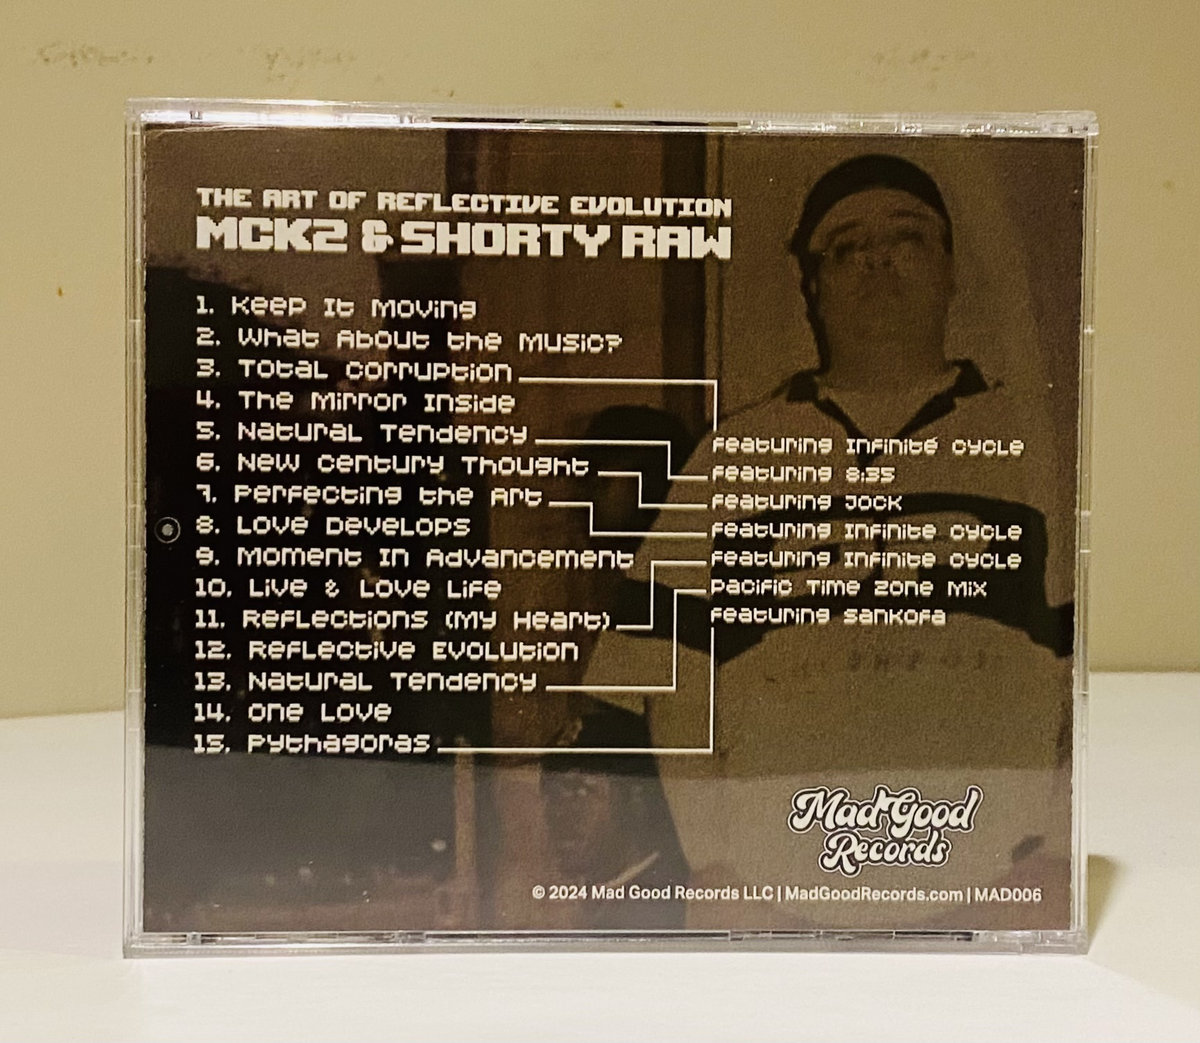 THE ART OF REFLECTIVE EVOLUTION
MCK2 & SHORTY RAW
1. Keep It Moving
2. What About the Music?
3. Total Corruption
4. The Mirror Inside
5. Natural Tendency
6. New Century Thought
7. Perfecting the Art
8. Love Develops
9. Moment In Advancement
10. Live & Love Life
11. Reflections (My Heart)
12. Reflective Evolution
13. Natural Tendency
14. One Love
15. Pythagoras
featuring Infinité Cycle
featuring 8:35
featuring JOCK
featuring Infinite Cycle
featuring Infinite Cycle
Pacific Time Zone Mix
featuring Sankofa
Mad Good
Records
© 2024 Mad Good Records LLC | MadGoodRecords.com | MAD006